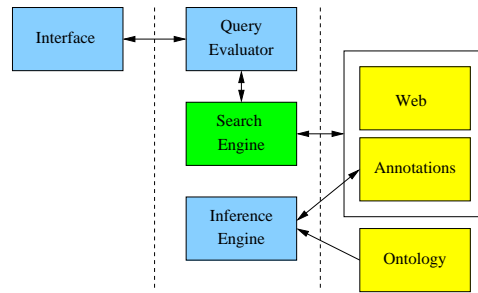 Interface
Query
Evaluator
Search
Engine
Web
Annotations
Inference
Engine
Ontology